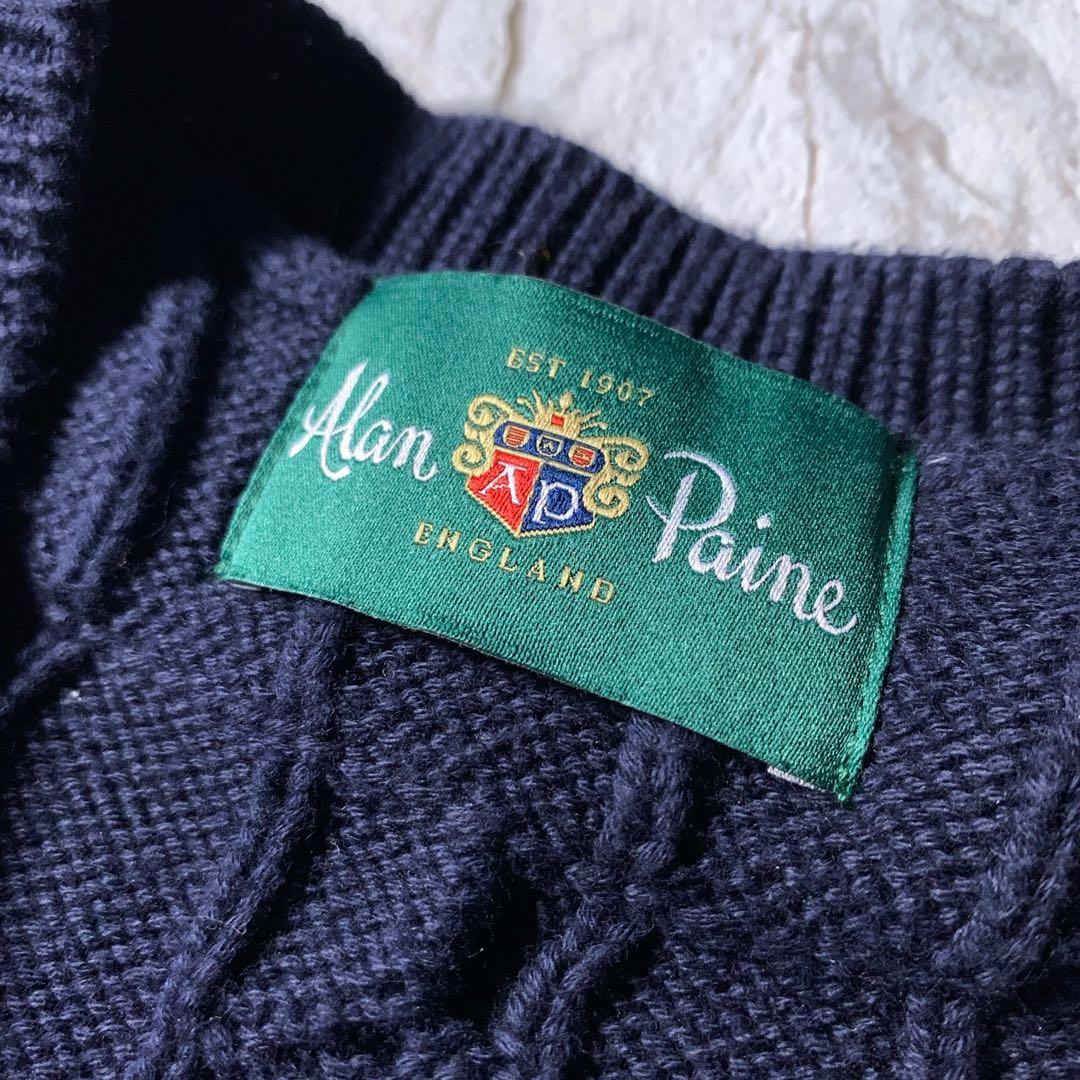 EST 1907
Alan Paine
AP
ENGLAND